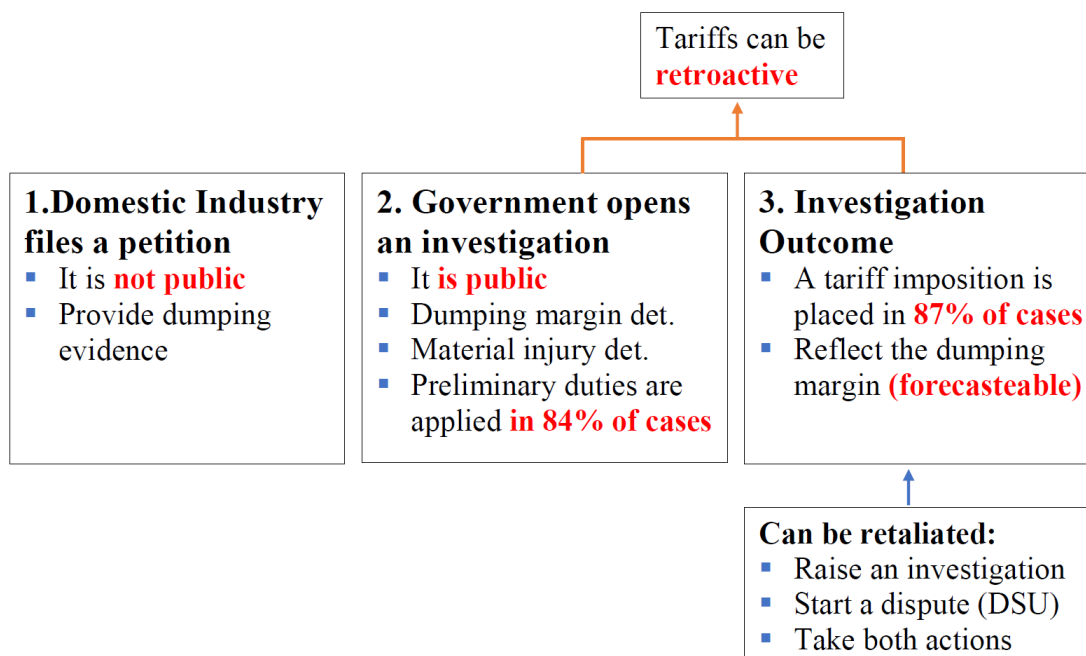 Tariffs can be
retroactive
1.Domestic Industry
files a petition
▪ It is not public
▪ Provide dumping
evidence
2. Government opens
an investigation
▪ It is public
▪ Dumping margin det.
▪ Material injury det.
▪ Preliminary duties are
applied in 84% of cases
3. Investigation
Outcome
▪ A tariff imposition is
placed in 87% of cases
▪ Reflect the dumping
margin (forecasteable)
Can be retaliated:
▪ Raise an investigation
▪ Start a dispute (DSU)
▪ Take both actions